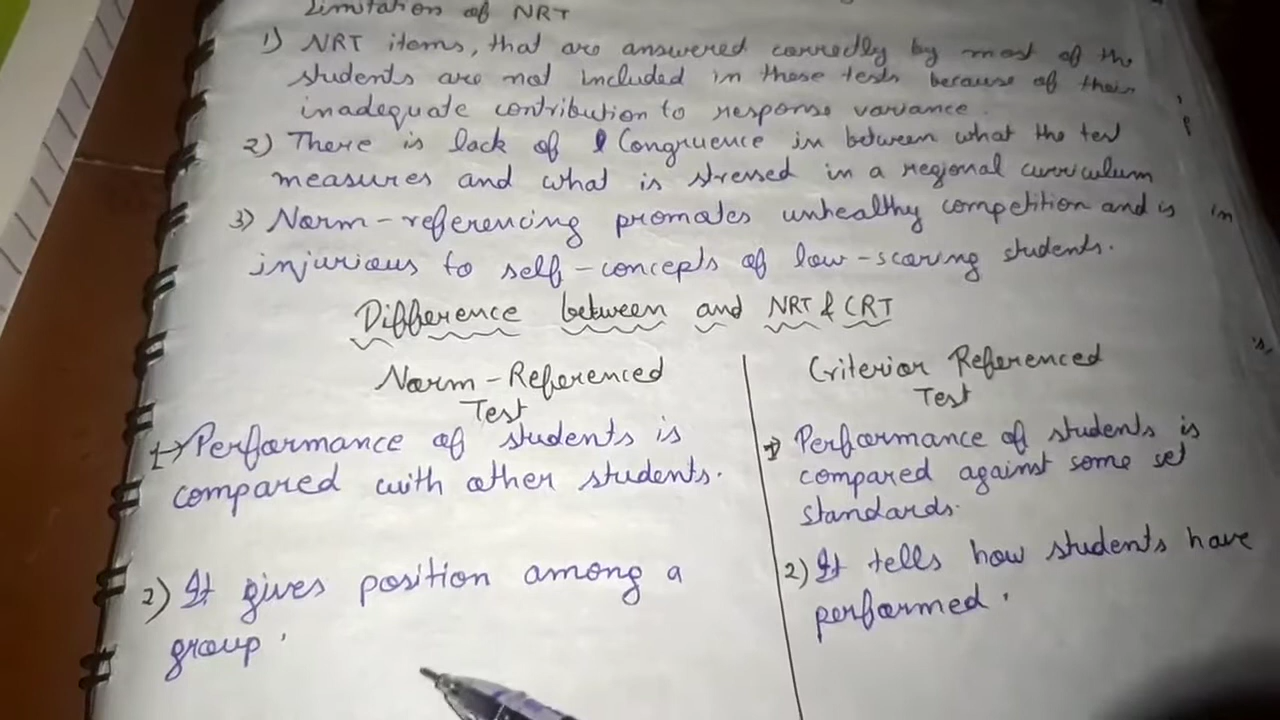 Limitation of NRT
1) NRT items, that are answered correctly by most of the
students are not included in these tests because of their
inadequate contribution to response variance.
2) There is lack of Congruence in between what the test
measures and what is stressed in a regional curriculum
3) Norm-referencing promotes unhealthy competition and is in
injurious to self-concepts of low-scoring students.
Difference between and NRT & CRT
Norm-Referenced
Test
1) Performance of students is
compared with other students.
2) It gives position among a
group.
Criterior Referenced
Test
1) Performance of students is
compared against some set
standards.
2) It tells how students have
performed.